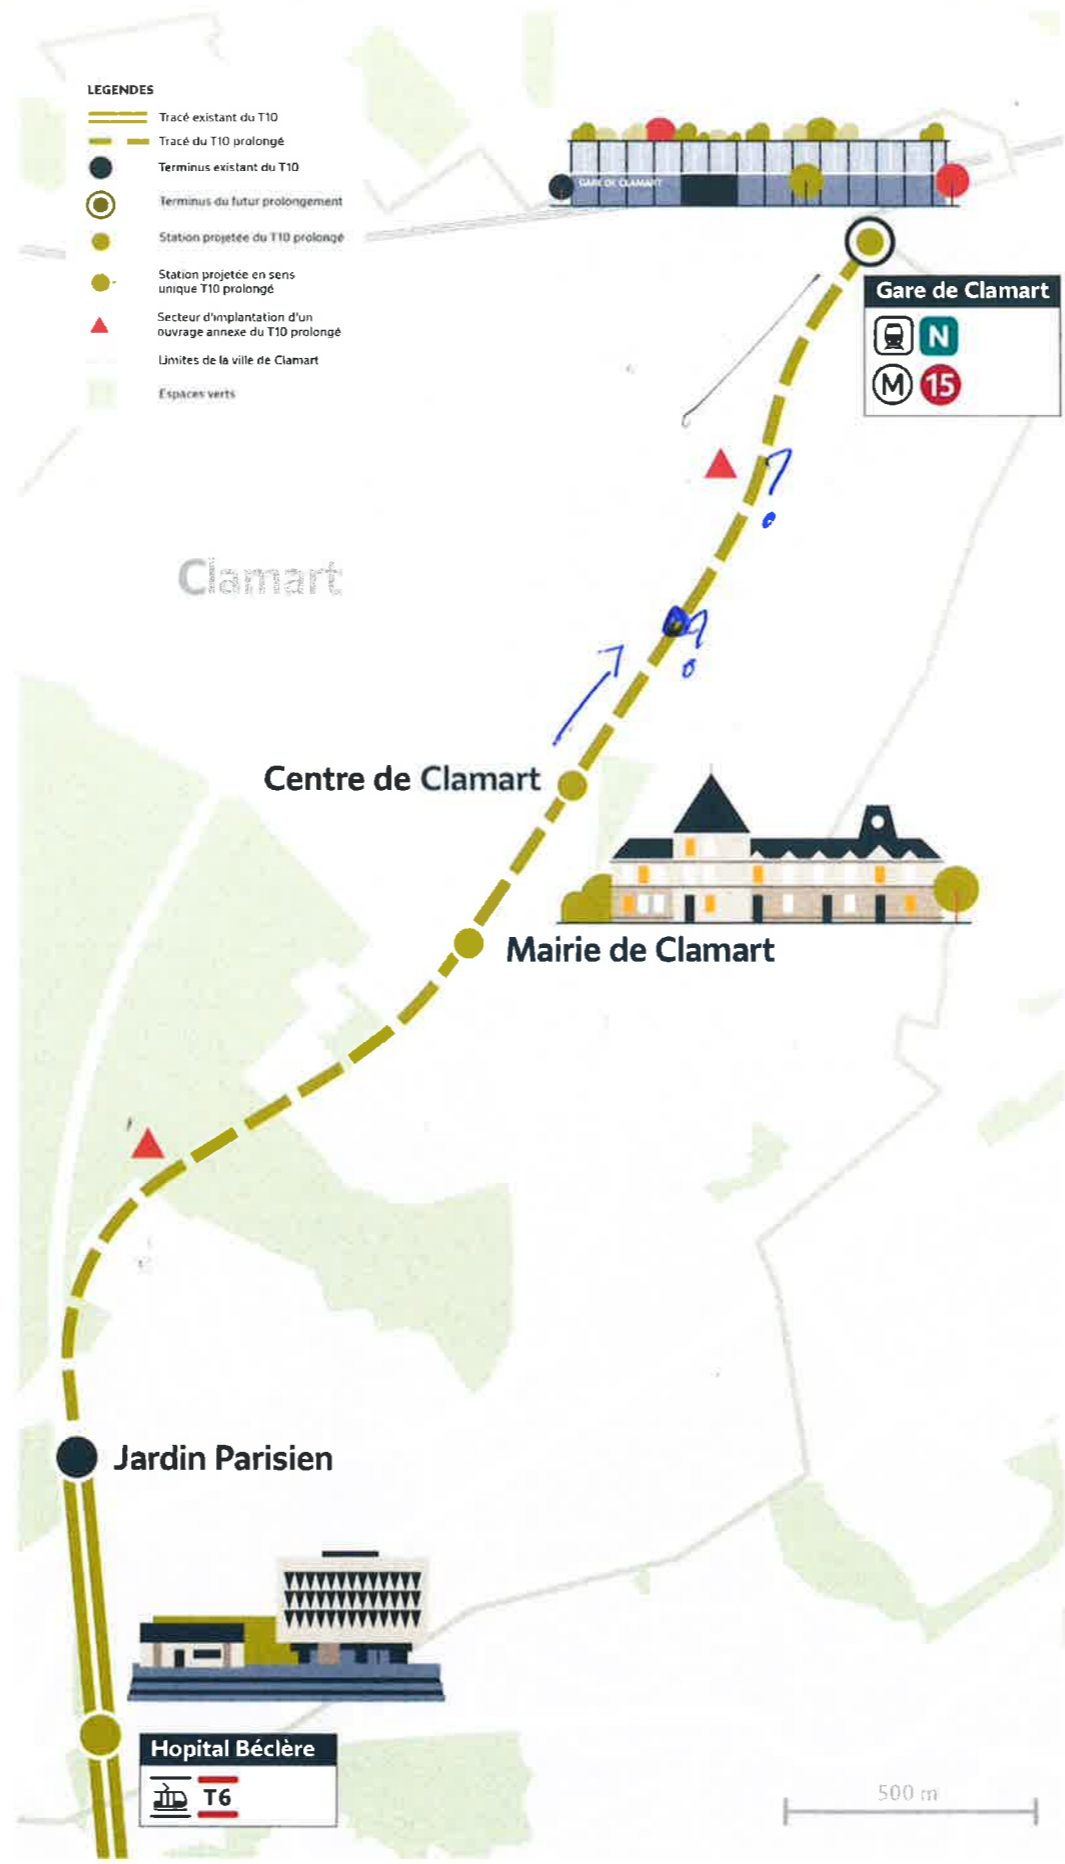 LEGENDES
Tracé existant du T10
Tracé du T10 prolongé
Terminus existant du T10
Terminus du futur prolongement
Station projetée du T10 prolongé
Station projetée en sens
unique T10 prolongé
Secteur d'implantation d'un
ouvrage annexe du T10 prolongé
Limites de la ville de Clamart
Espaces verts
GARE DE CLAMART
Gare de Clamart
N
M 15
Clamart
Centre de Clamart
Mairie de Clamart
Jardin Parisien
Hopital Béclère
T6
500 m